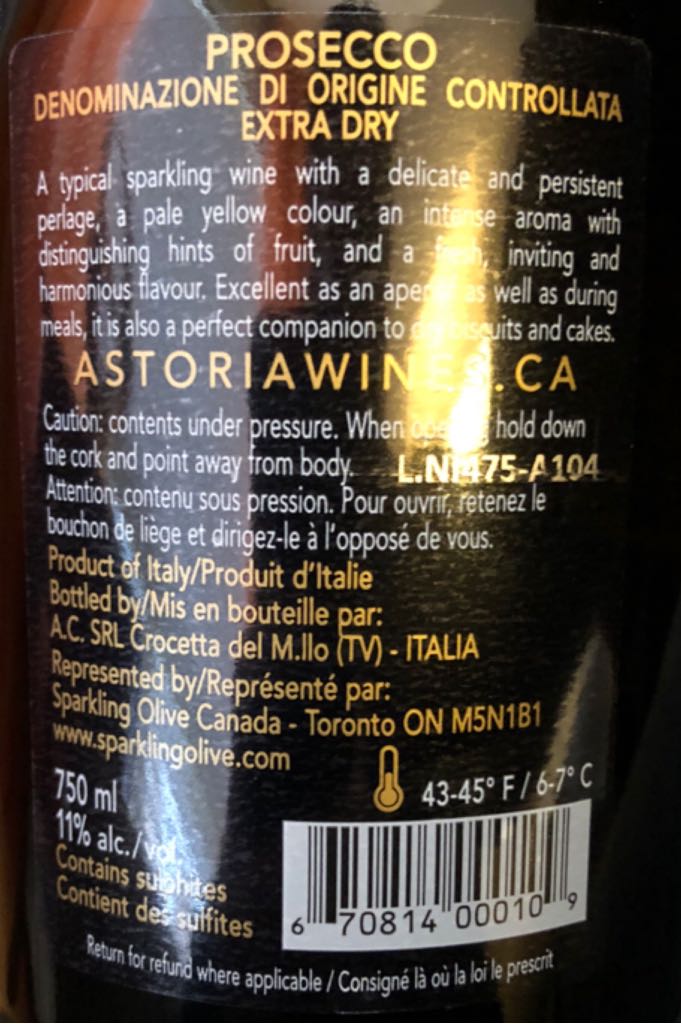 PROSECCO
DENOMINAZIONE DI ORIGINE CONTROLLATA
EXTRA DRY
A typical sparkling wine with a delicate and persistent
perlage, a pale yellow colour, an intense aroma with
distinguishing hints of fruit, and a fresh, inviting and
harmonious flavour. Excellent as an as well as during
meals, it is also a perfect companion to dry biscuits and cakes.
ASTORIAWINES.CA
Caution: contents under pressure. When hold down
the cork and point away from body.
Attention: contenu sous pression. Pour ouvrir, retenez le
bouchon de liège et dirigez-le à l'opposé de vous.
Product of Italy/Produit d'Italie
Bottled by/Mis en bouteille par:
A.C. SRL Crocetta del M.llo (TV) - ITALIA
Represented by/Représenté par:
Sparkling Olive Canada - Toronto ON M5N1B1
www.sparklingolive.com
43-45° F / 6-7° C
750 ml
11% alc./vol.
Contains sulphites
Contient des sulfites
6 70814 00010 9
Return for refund where applicable / Consigné là où la loi le prescrit